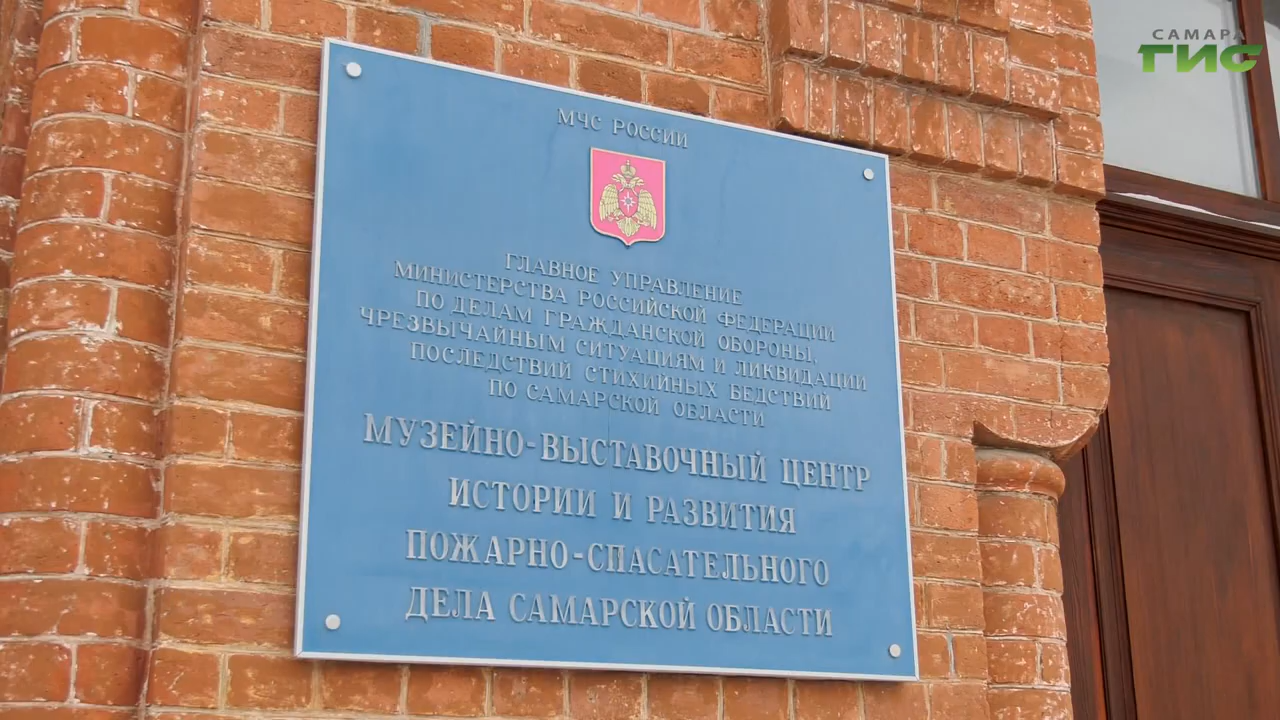 САМАРА
ГИС
МЧС РОССИИ
ГЛАВНОЕ УПРАВЛЕНИЕ
МИНИСТЕРСТВА РОССИЙСКОЙ ФЕДЕРАЦИИ
ПО ДЕЛАМ ГРАЖДАНСКОЙ ОБОРОНЫ,
ЧРЕЗВЫЧАЙНЫМ СИТУАЦИЯМ И ЛИКВИДАЦИИ
ПОСЛЕДСТВИЙ СТИХИЙНЫХ БЕДСТВИЙ
ПО САМАРСКОЙ ОБЛАСТИ
МУЗЕЙНО-ВЫСТАВОЧНЫЙ ЦЕНТР
ИСТОРИИ И РАЗВИТИЯ
ПОЖАРНО-СПАСАТЕЛЬНОГО
ДЕЛА САМАРСКОЙ ОБЛАСТИ